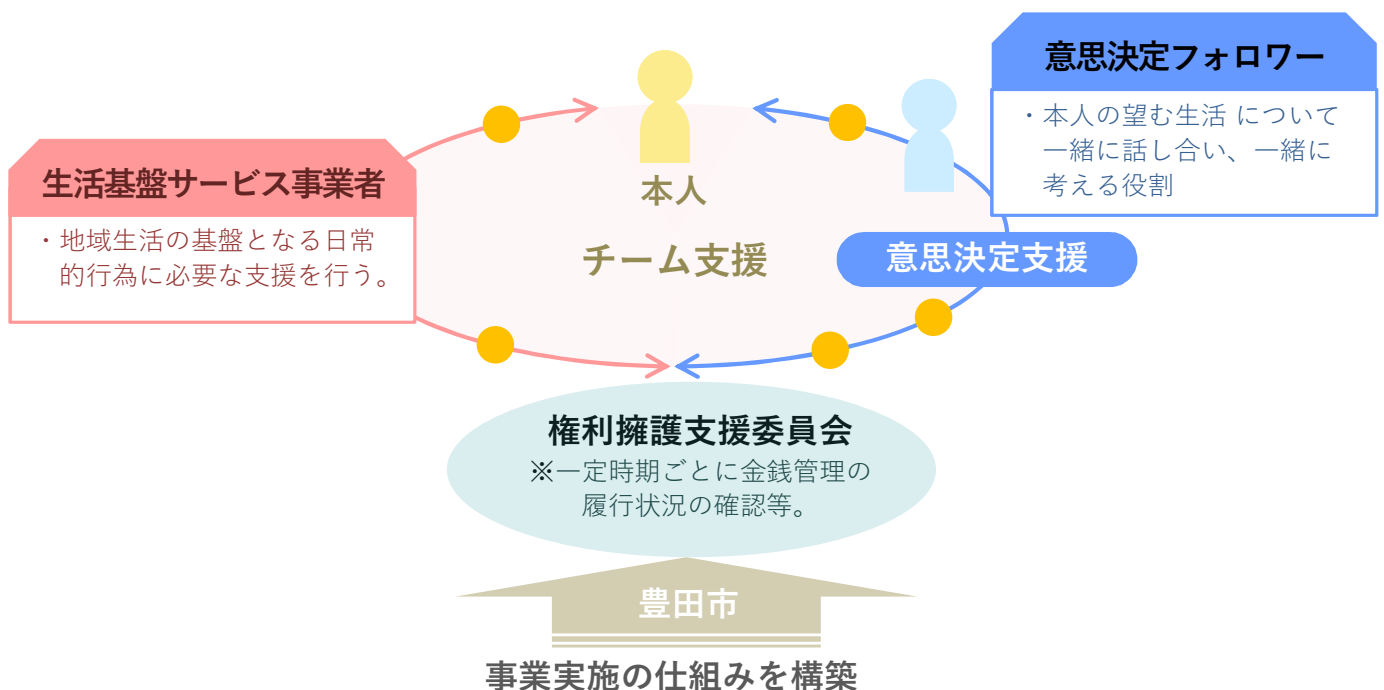 意思決定フォロワー
・本人の望む生活 について
一緒に話し合い、一緒に
考える役割
生活基盤サービス事業者
・地域生活の基盤となる日常
的行為に必要な支援を行う。
本人
チーム支援
意思決定支援
権利擁護支援委員会
※一定時期ごとに金銭管理の
履行状況の確認等。
豊田市
事業実施の仕組みを構築